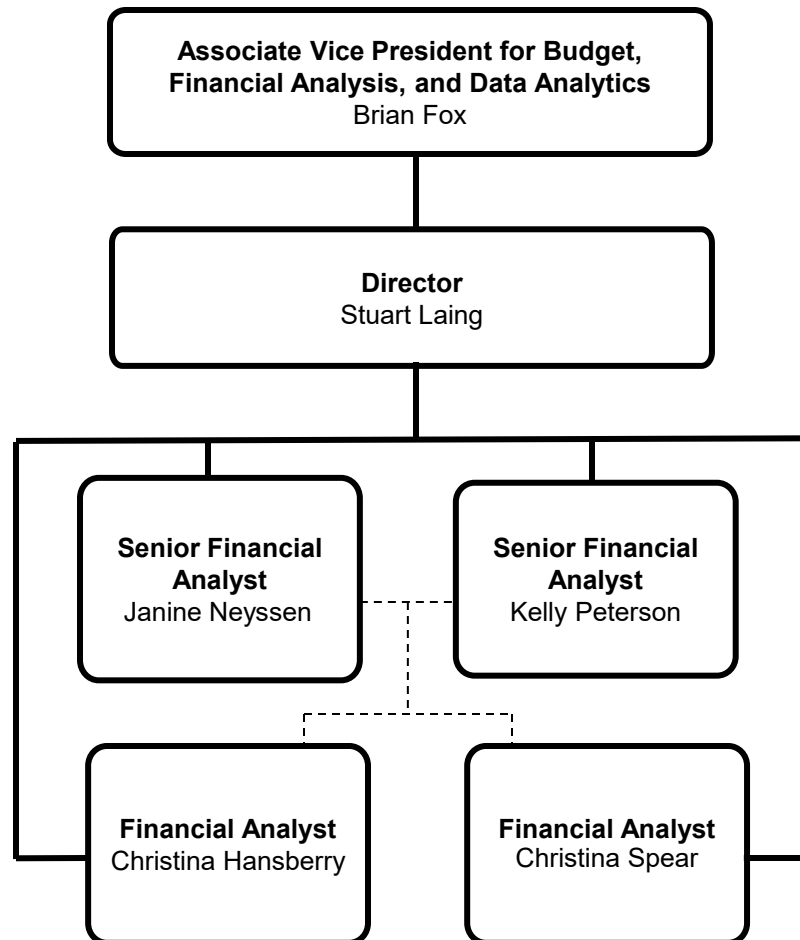 Associate Vice President for Budget,
Financial Analysis, and Data Analytics
Brian Fox
Director
Stuart Laing
Senior Financial
Analyst
Janine Neyssen
Senior Financial
Analyst
Kelly Peterson
Financial Analyst
Christina Hansberry
Financial Analyst
Christina Spear